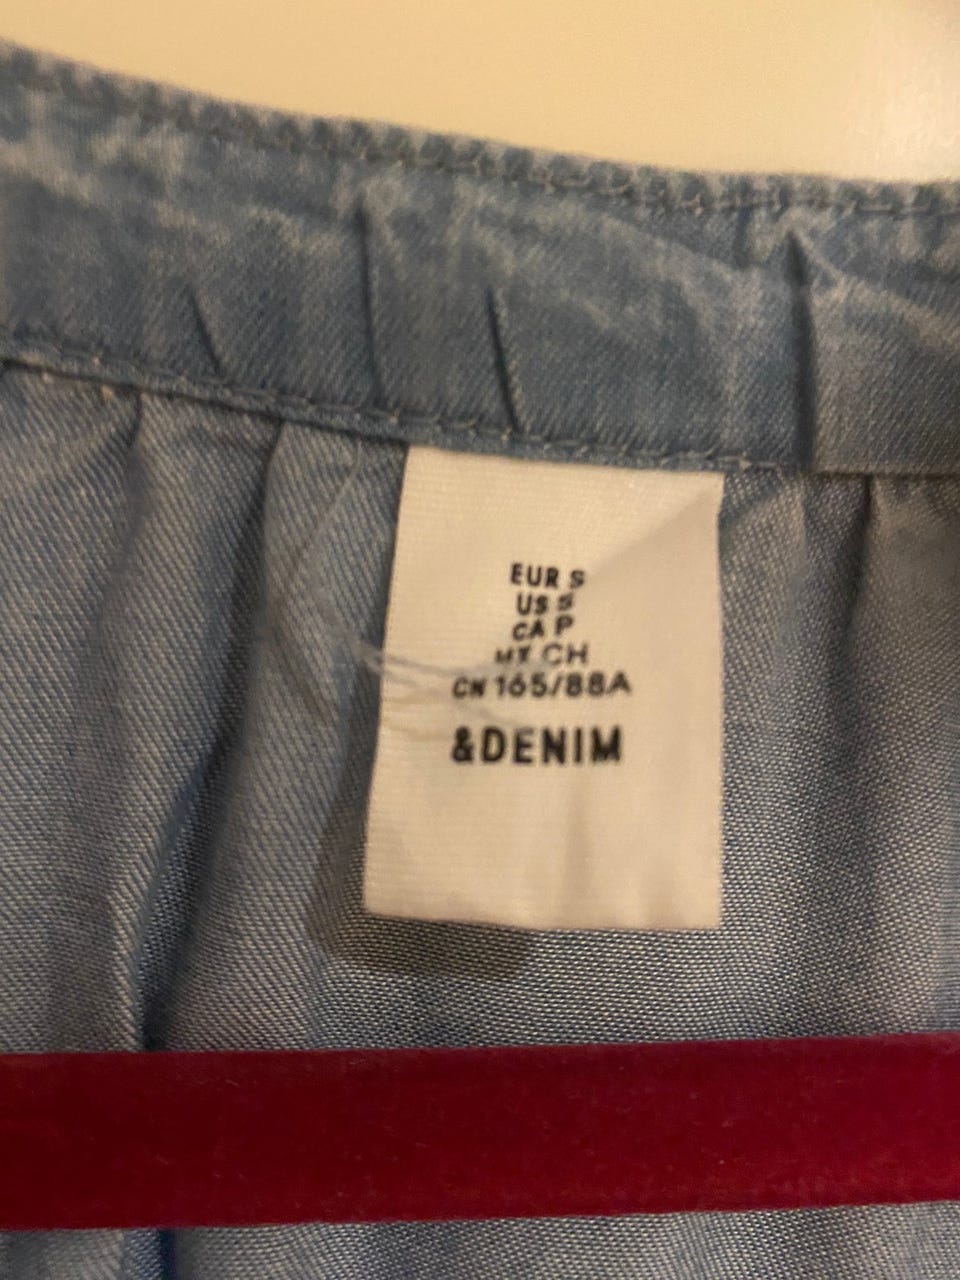 EUR S
US S
CA P
MX CH
CN 165/88A
&DENIM